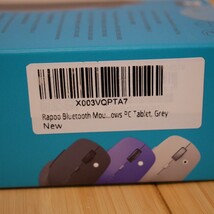 X003VQPTA7
Rapoo Bluetooth Mou...ows PC Tablet, Grey
New